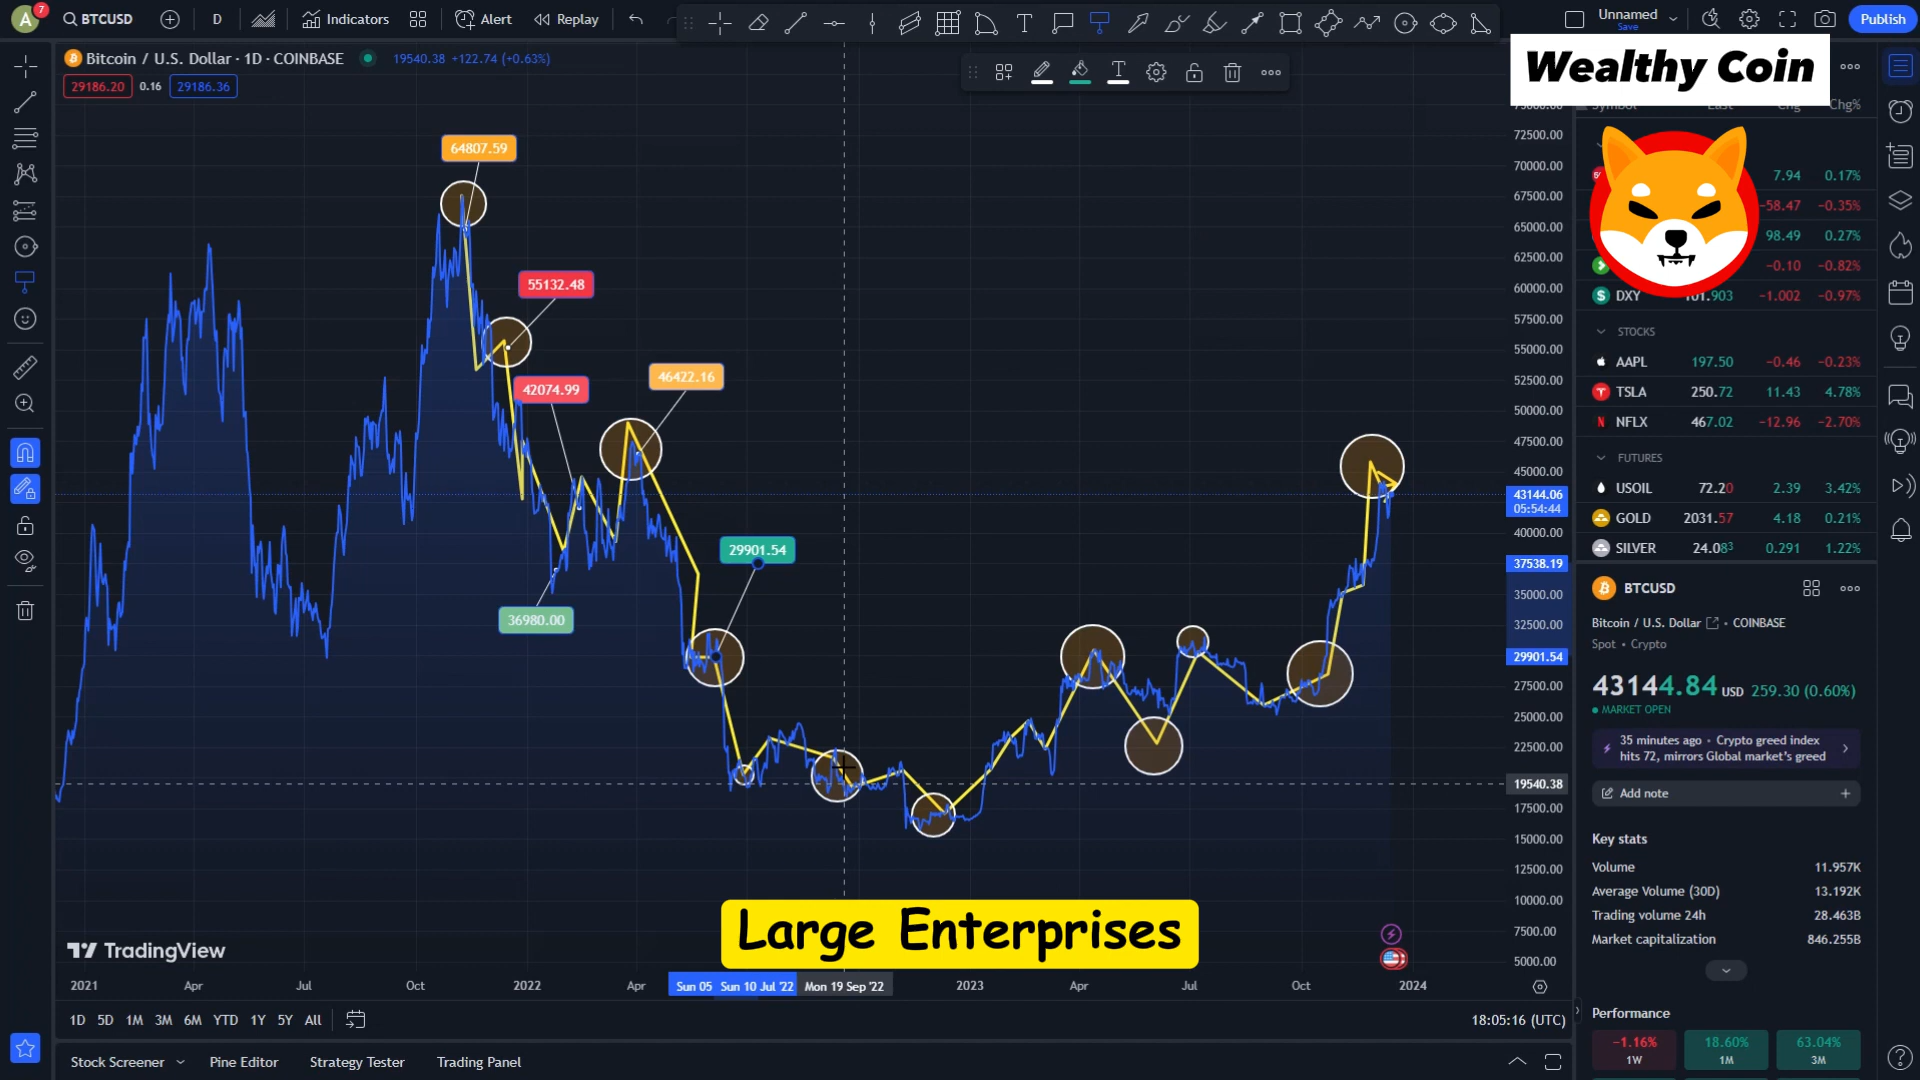 A
7
BTCUSD
D
Indicators
Alert
Replay
Unnamed
Save
Publish
Bitcoin / U.S. Dollar · 1D · COINBASE
19540.38 +122.74 (+0.63%)
29186.20 0.16 29186.36
Wealthy Coin
Chg%
64807.59
55132.48
42074.99
46422.16
29901.54
36980.00
72500.00
70000.00
67500.00
65000.00
62500.00
60000.00
57500.00
55000.00
52500.00
50000.00
47500.00
45000.00
43144.06
05:54:44
40000.00
37538.19
35000.00
32500.00
29901.54
27500.00
25000.00
22500.00
19540.38
17500.00
15000.00
12500.00
10000.00
7500.00
5000.00
7.94 0.17%
-58.47 -0.35%
98.49 0.27%
-0.10 -0.82%
DXY 101.903 -1.002 -0.97%
STOCKS
AAPL 197.50 -0.46 -0.23%
TSLA 250.72 11.43 4.78%
NFLX 467.02 -12.96 -2.70%
FUTURES
USOIL 72.20 2.39 3.42%
GOLD 2031.57 4.18 0.21%
SILVER 24.083 0.291 1.22%
BTCUSD
Bitcoin / U.S. Dollar • COINBASE
Spot • Crypto
43144.84 USD 259.30 (0.60%)
MARKET OPEN
35 minutes ago • Crypto greed index
hits 72, mirrors Global market's greed
Add note
Key stats
Volume 11.957K
Average Volume (30D) 13.192K
Trading volume 24h 28.463B
Market capitalization 846.255B
Performance
-1.16% 18.60% 63.04%
1W 1M 3M
Large Enterprises
TradingView
2021 Apr Jul Oct 2022 Apr Sun 05 Sun 10 Jul '22 Mon 19 Sep '22 2023 Apr Jul Oct 2024
1D 5D 1M 3M 6M YTD 1Y 5Y All
18:05:16 (UTC)
Stock Screener Pine Editor Strategy Tester Trading Panel